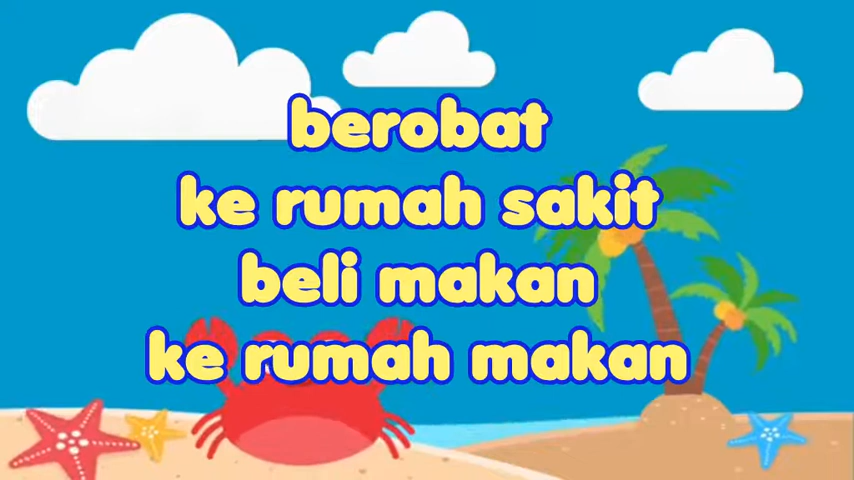 berobat
ke rumah sakit
beli makan
ke rumah makan